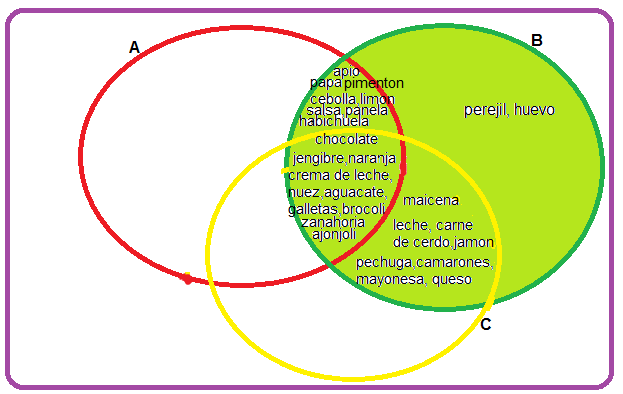 A
B
apio
papa pimenton
cebolla,limon
salsa,panela
habichuela
perejil, huevo
chocolate
jengibre,naranja
crema de leche,
nuez,aguacate,
galletas,brocoli
zanahoria
ajonjoli
maicena
leche, carne
de cerdo,jamon
pechuga,camarones,
mayonesa, queso
C